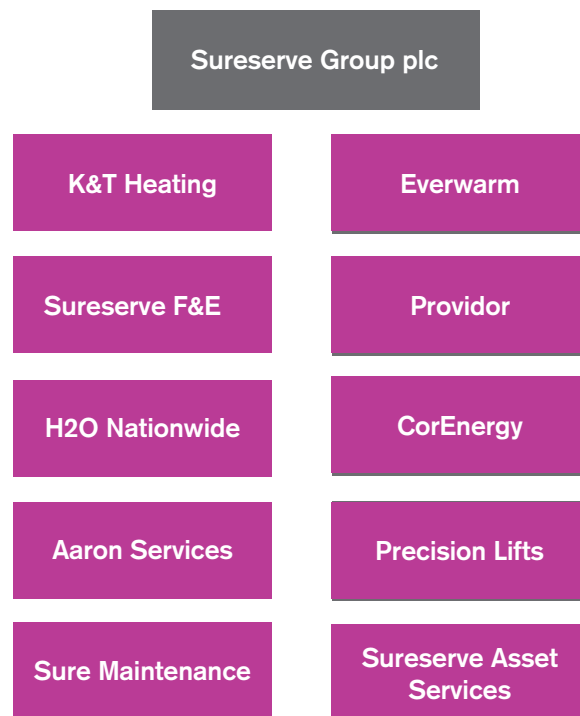 Sureserve Group plc
K&T Heating
Everwarm
Sureserve F&E
Providor
H2O Nationwide
CorEnergy
Aaron Services
Precision Lifts
Sure Maintenance
Sureserve Asset
Services